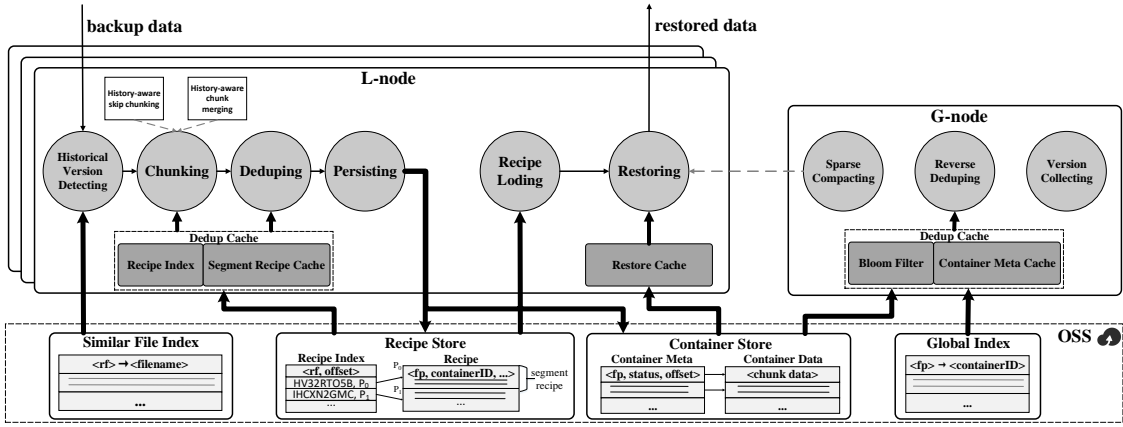 backup data
restored data
L-node
History-aware
skip chunking
History-aware
chunk
merging
Historical
Version
Detecting
Chunking
Deduping
Persisting
Recipe
Loding
Restoring
Dedup Cache
Recipe Index
Segment Recipe Cache
Restore Cache
G-node
Sparse
Compacting
Reverse
Deduping
Version
Collecting
Dedup Cache
Bloom Filter
Container Meta Cache
OSS
Similar File Index
<rf> → <filename>
...
Recipe Store
Recipe Index
<rf, offset>
HV32RTO5B, P0
IHCXN2GMC, P1
...
P0
P1
Recipe
<fp, containerID, ...>
...
segment
recipe
Container Store
Container Meta
<fp, status, offset>
...
Container Data
<chunk data>
...
Global Index
<fp> → <containerID>
...